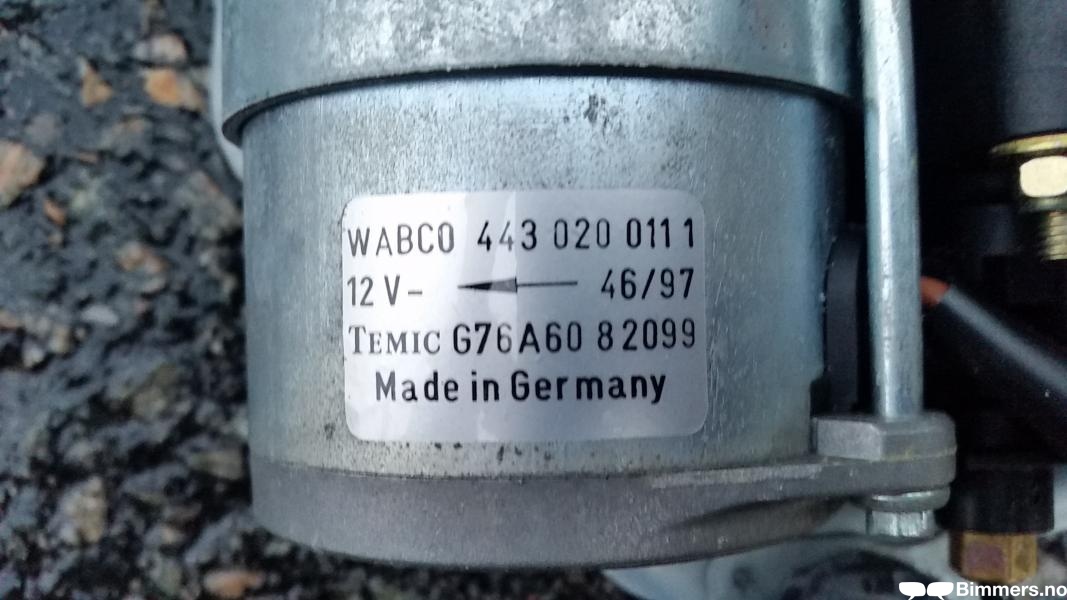 WABCO 443 020 011 1
12 V- 46/97
TEMIC G76A60 8 2099
Made in Germany
Bimmers.no